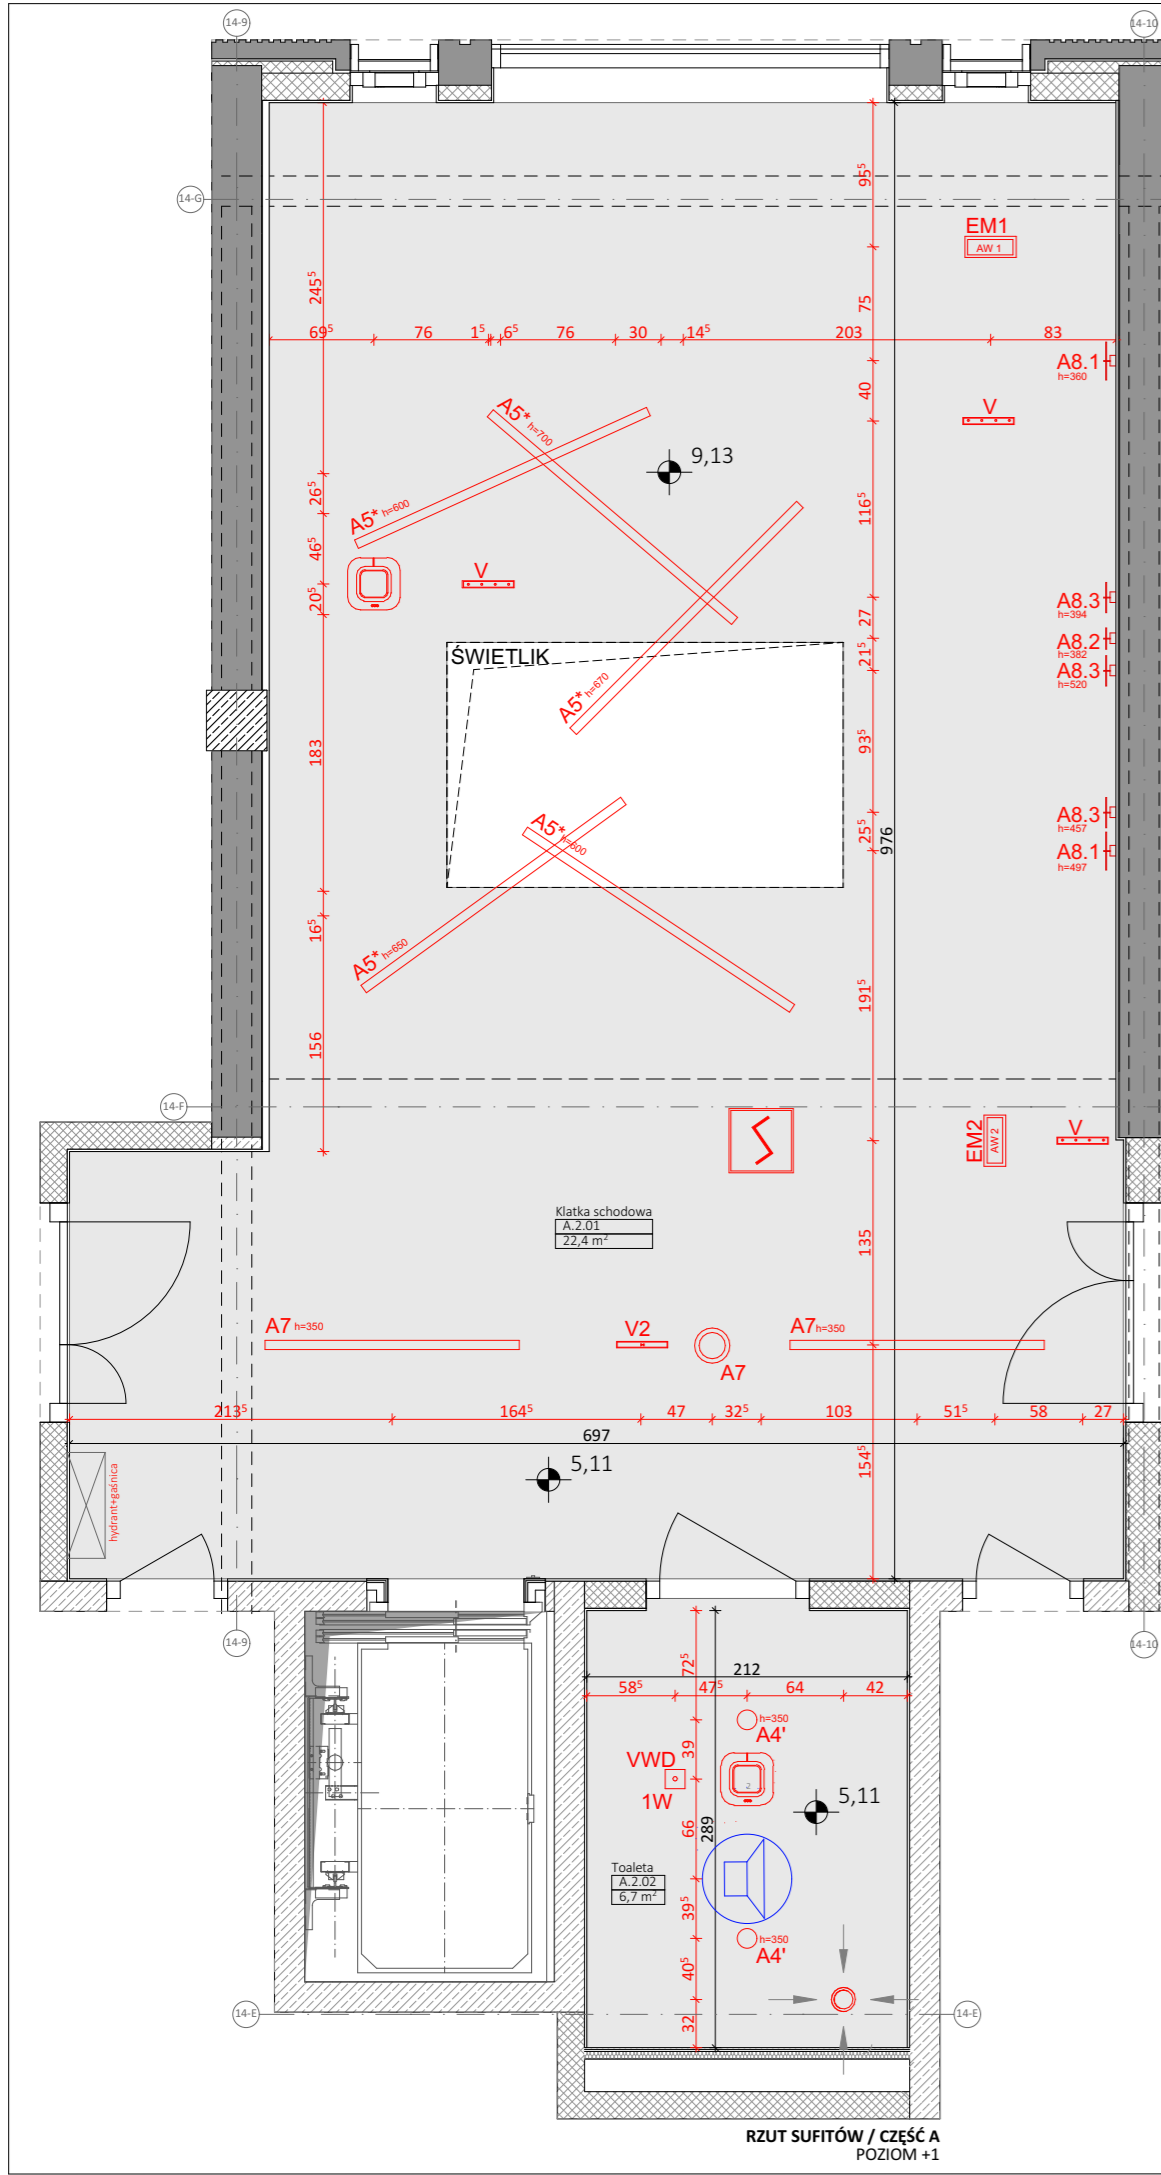 14-9
14-10
14-G
EM1
AW 1
95⁵
245⁵
75
69⁵
76
1⁵
6⁵
76
30
14⁵
203
83
A8.1
h=360
40
V
A5* h=700
9,13
26⁵
116⁵
A5* h=600
46⁵
V
20⁵
A8.3
h=394
27
A8.2
h=382
21⁵
ŚWIETLIK
A8.3
h=520
A5* h=670
183
93⁵
A8.3
h=457
A5* h=600
25⁵
976
A8.1
h=497
16⁵
A5* h=650
191⁵
156
14-F
EM2
AW 2
V
Klatka schodowa
A.2.01
22,4 m²
135
A7 h=350
V2
A7 h=350
A7
213⁵
164⁵
47
32⁵
103
51⁵
58
27
697
154⁵
5,11
hydrant+gaśnica
14-9
14-10
72⁵
212
58⁵
47⁵
64
42
h=350
A4'
39
VWD
1W
2
5,11
66
289
Toaleta
A.2.02
6,7 m²
39⁵
h=350
A4'
40⁵
14-E
14-E
32
RZUT SUFITÓW / CZĘŚĆ A
POZIOM +1